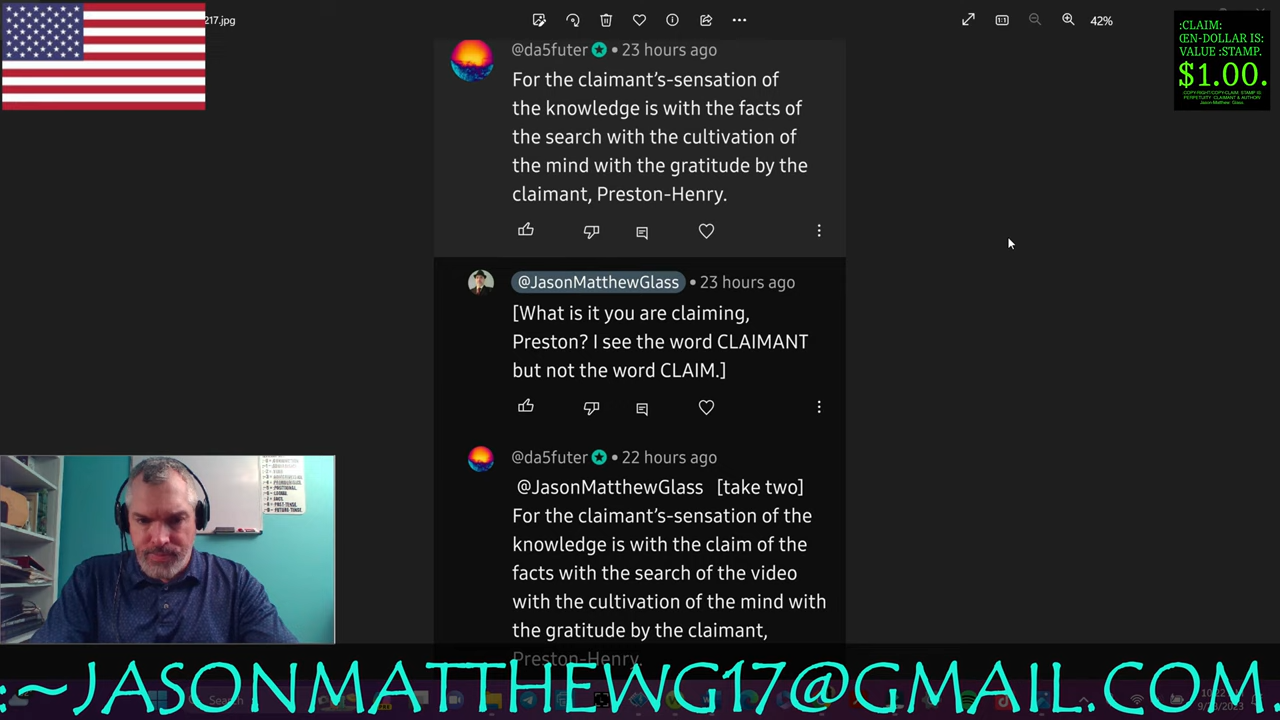 217.jpg
42%
:CLAIM:
ŒN-DOLLAR IS:
VALUE :STAMP.
$1.00.
@da5futer • 23 hours ago
For the claimant's-sensation of
the knowledge is with the facts of
the search with the cultivation of
the mind with the gratitude by the
claimant, Preston-Henry.
@JasonMatthewGlass • 23 hours ago
[What is it you are claiming,
Preston? I see the word CLAIMANT
but not the word CLAIM.]
@da5futer • 22 hours ago
@JasonMatthewGlass [take two]
For the claimant's-sensation of the
knowledge is with the claim of the
facts with the search of the video
with the cultivation of the mind with
the gratitude by the claimant,
Preston-Henry.
:~JASONMATTHEWG17@GMAIL.COM.
Search